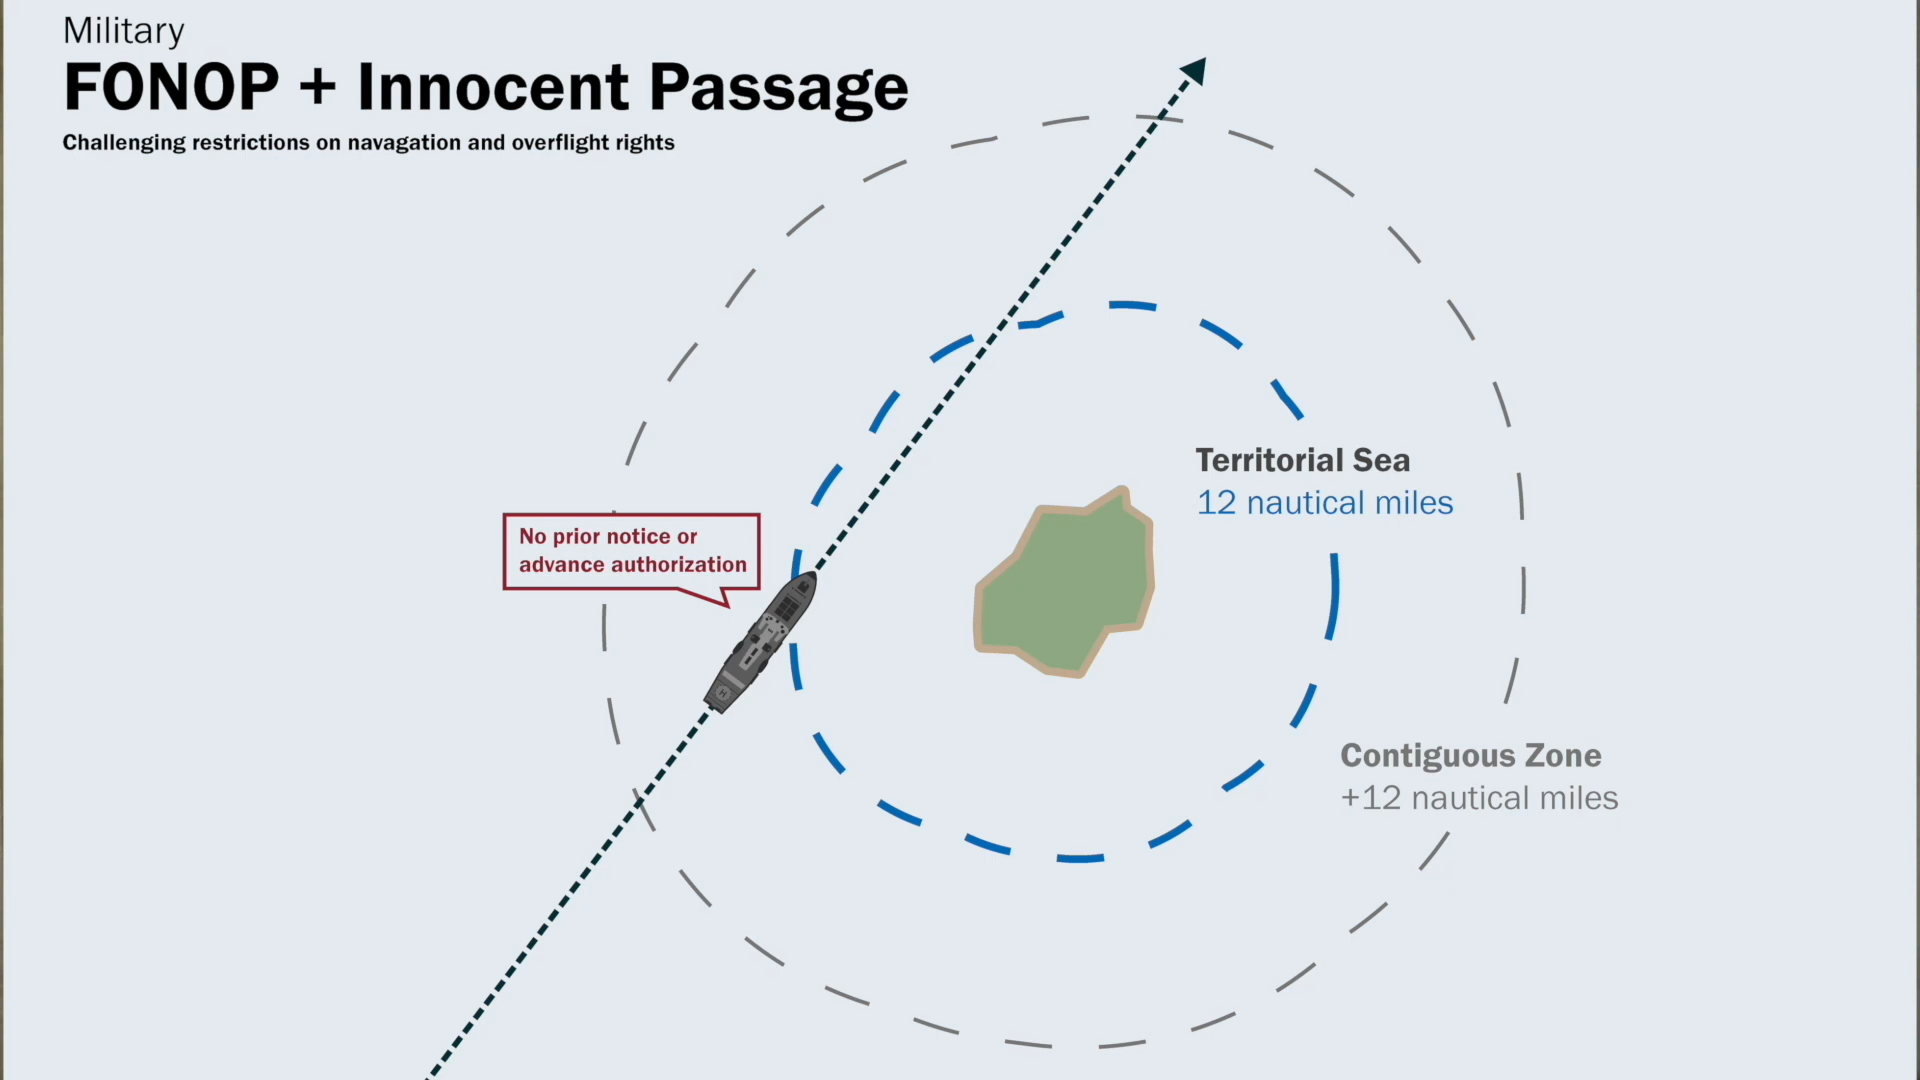 Military
FONOP + Innocent Passage
Challenging restrictions on navagation and overflight rights
Territorial Sea
12 nautical miles
No prior notice or
advance authorization
H
Contiguous Zone
+12 nautical miles